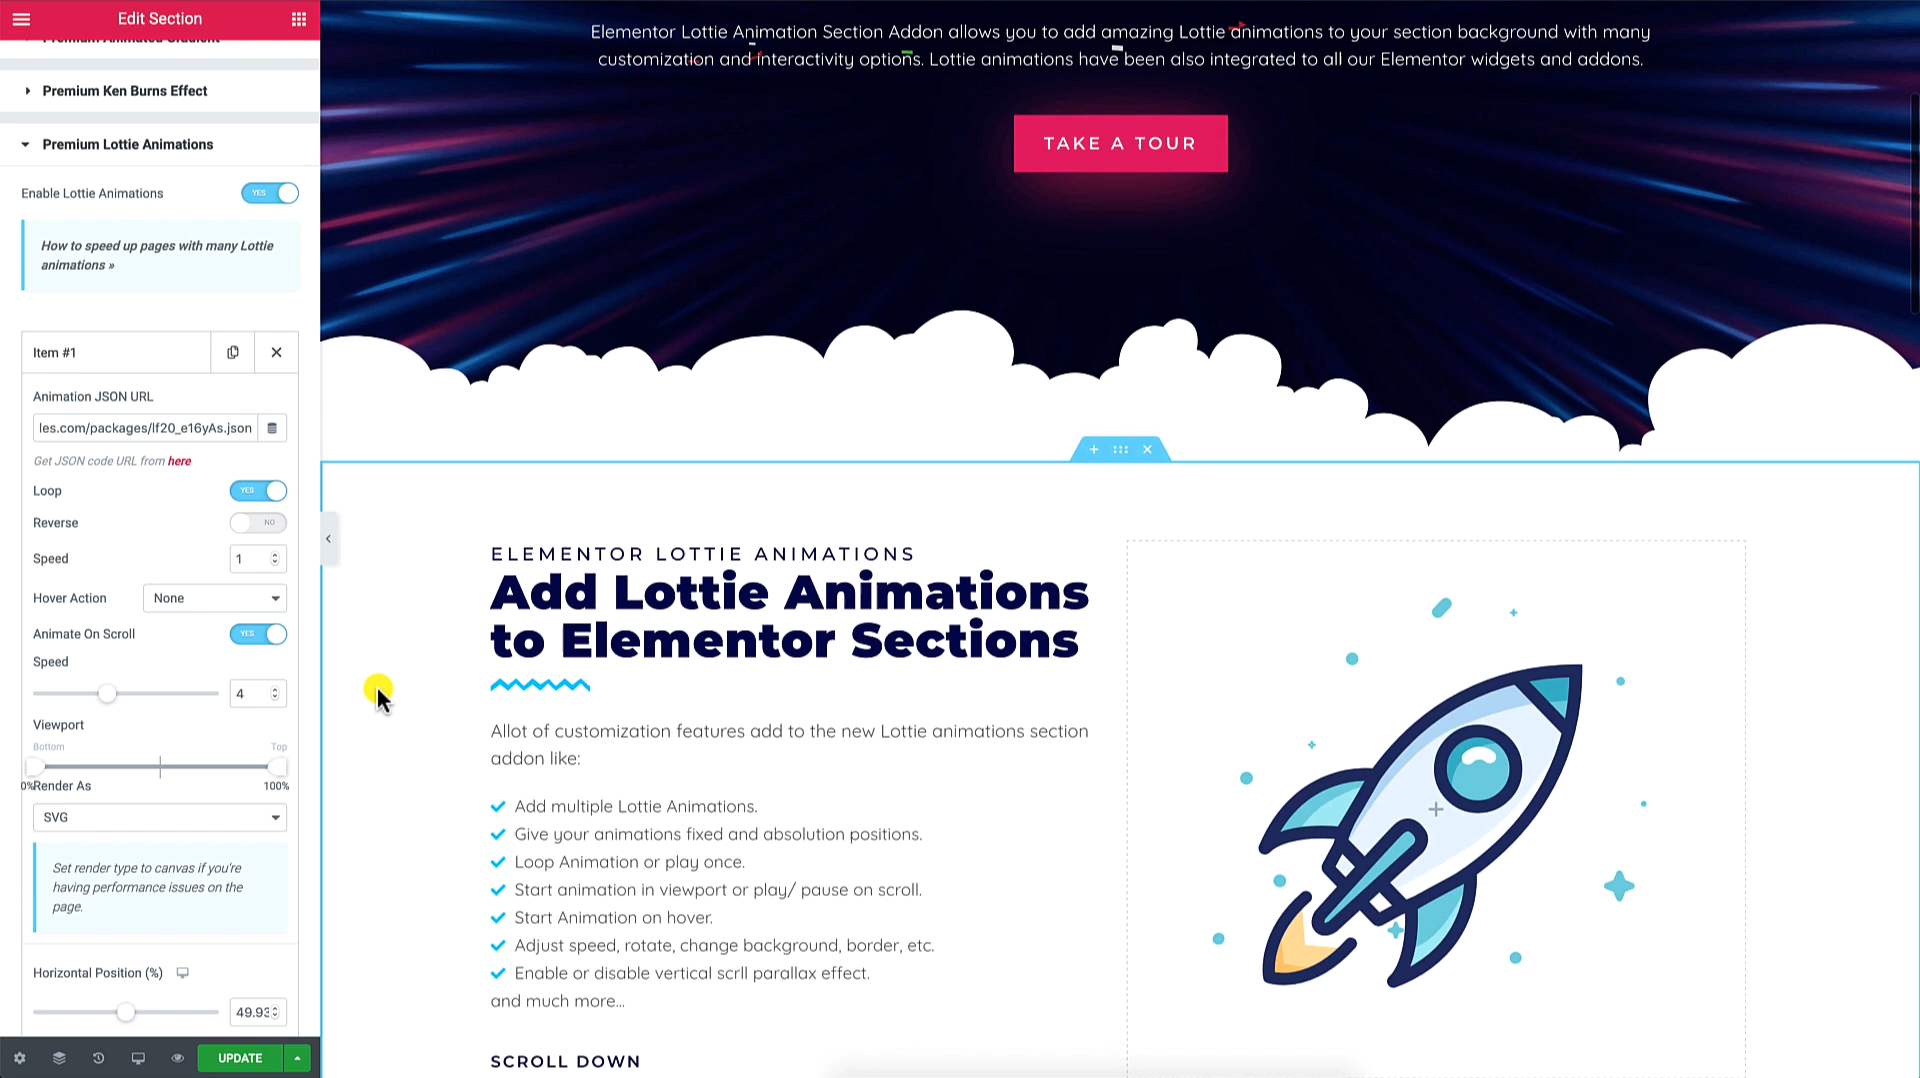 Edit Section
Premium Animated Gradient
Premium Ken Burns Effect
Premium Lottie Animations
Enable Lottie Animations
YES
How to speed up pages with many Lottie
animations »
Item #1
Animation JSON URL
les.com/packages/lf20_e16yAs.json
Get JSON code URL from here
Loop
YES
Reverse
NO
Speed
1
Hover Action
None
Animate On Scroll
YES
Speed
4
Viewport
Bottom
Top
0%
100%
Render As
SVG
Set render type to canvas if you're
having performance issues on the
page.
Horizontal Position (%)
49.93
UPDATE
Elementor Lottie Animation Section Addon allows you to add amazing Lottie animations to your section background with many
customization and interactivity options. Lottie animations have been also integrated to all our Elementor widgets and addons.
TAKE A TOUR
ELEMENTOR LOTTIE ANIMATIONS
Add Lottie Animations
to Elementor Sections
Allot of customization features add to the new Lottie animations section
addon like:
Add multiple Lottie Animations.
Give your animations fixed and absolution positions.
Loop Animation or play once.
Start animation in viewport or play/ pause on scroll.
Start Animation on hover.
Adjust speed, rotate, change background, border, etc.
Enable or disable vertical scrll parallax effect.
and much more...
SCROLL DOWN